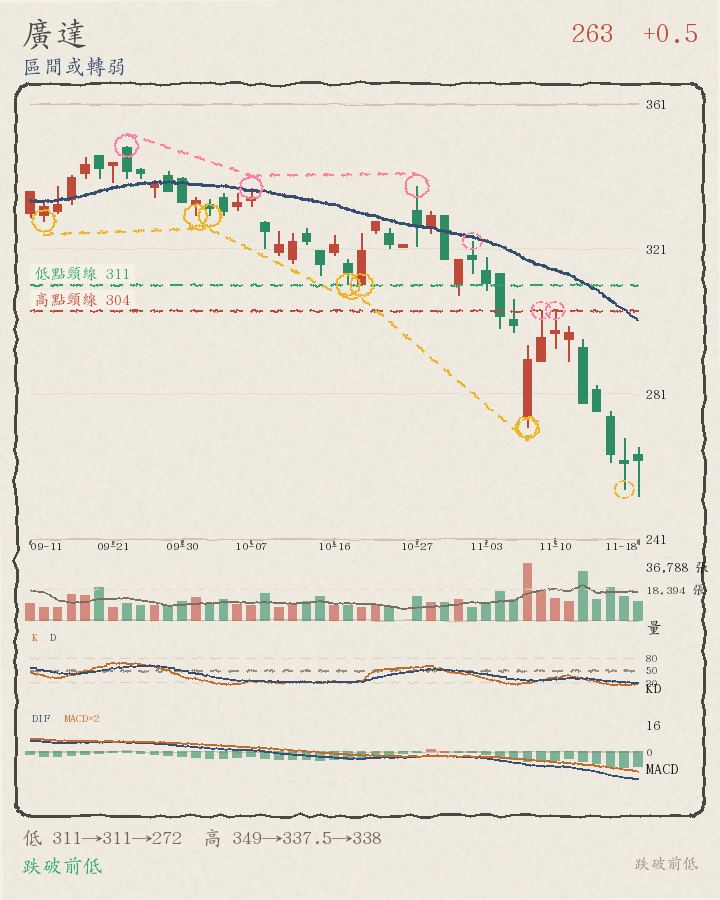 廣達
263 +0.5
區間或轉弱
361
321
低點頸線 311
高點頸線 304
281
241
09-11 09-21 09-30 10-07 10-16 10-27 11-03 11-10 11-18
36,788 張
18,394 張
量
K D
80
50
20
KD
DIF MACD×2
16
0
MACD
低 311→311→272 高 349→337.5→338
跌破前低
跌破前低